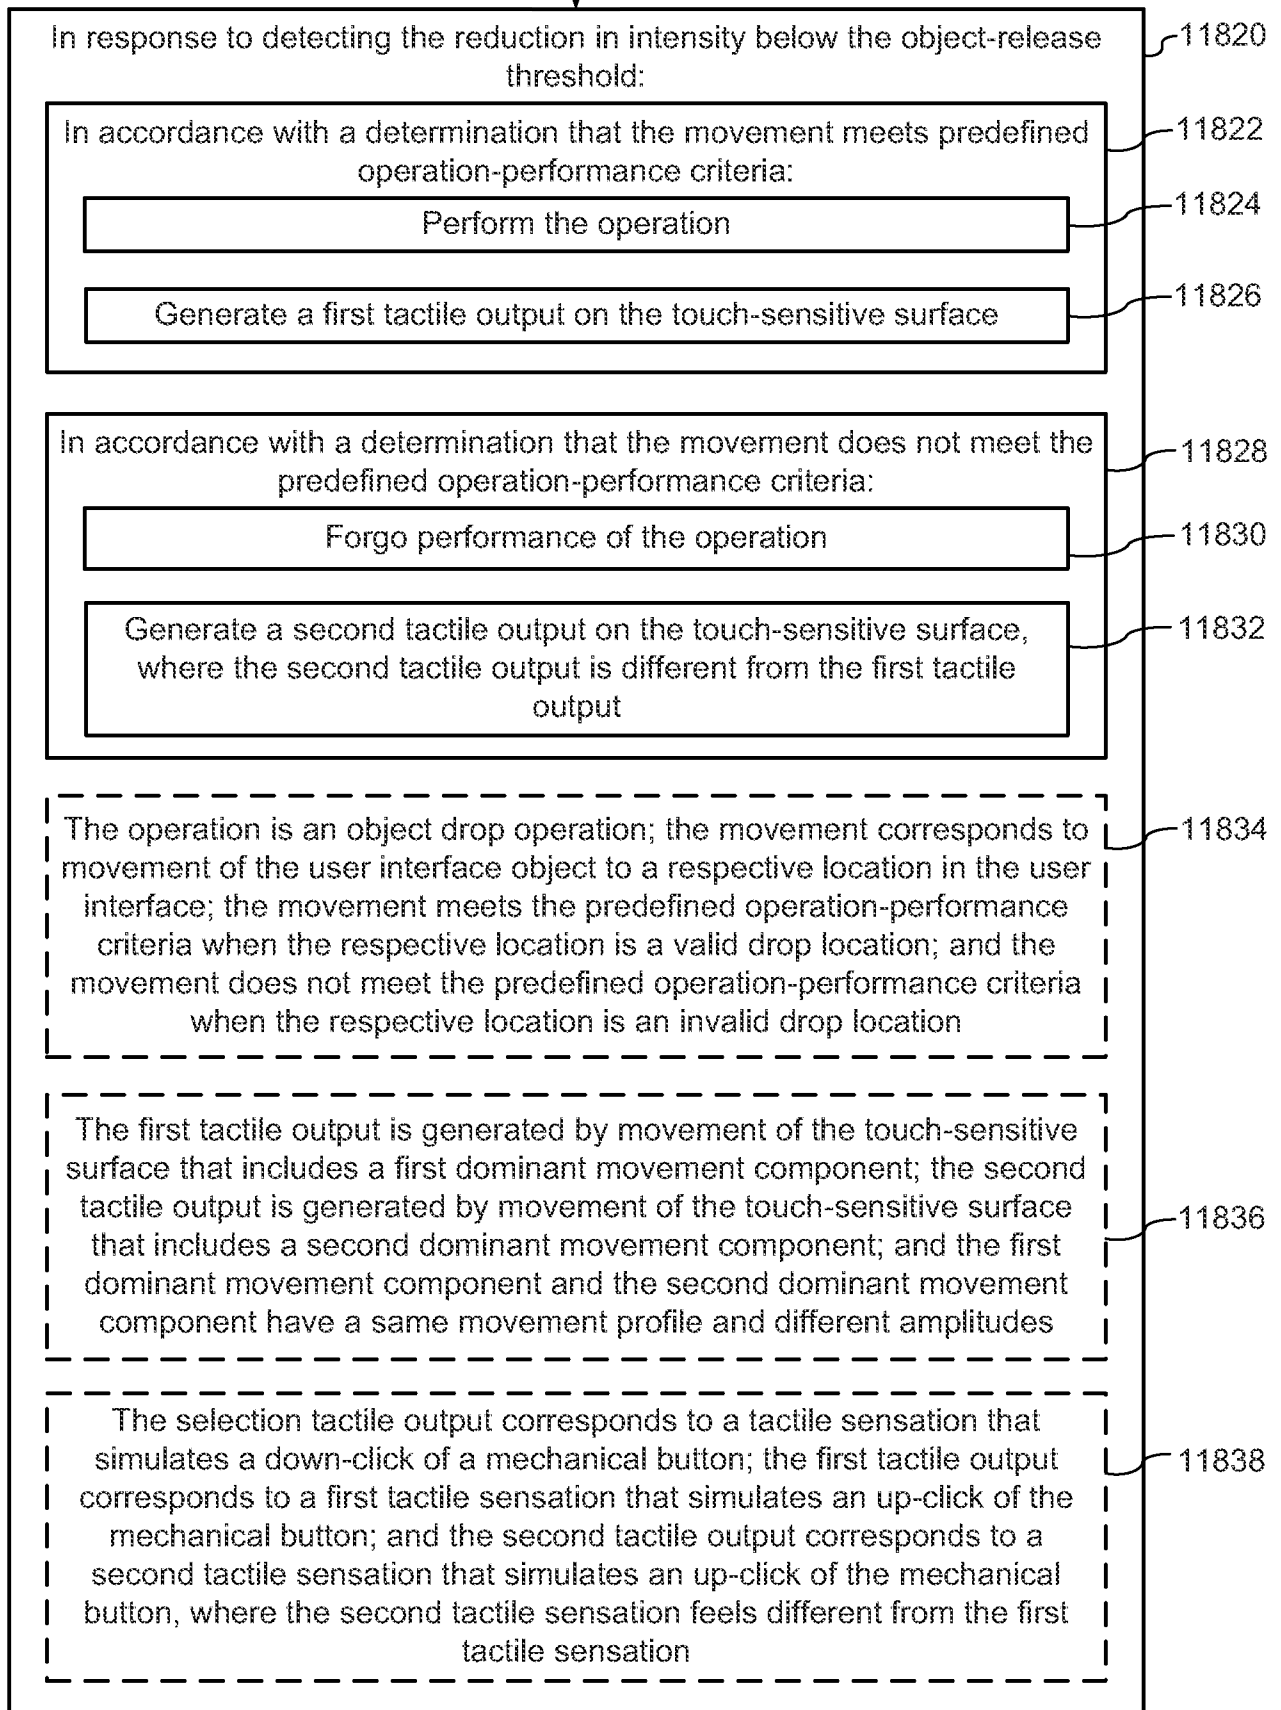 In response to detecting the reduction in intensity below the object-release
threshold:
11820
In accordance with a determination that the movement meets predefined
operation-performance criteria:
11822
Perform the operation
11824
Generate a first tactile output on the touch-sensitive surface
11826
In accordance with a determination that the movement does not meet the
predefined operation-performance criteria:
11828
Forgo performance of the operation
11830
Generate a second tactile output on the touch-sensitive surface,
where the second tactile output is different from the first tactile
output
11832
The operation is an object drop operation; the movement corresponds to
movement of the user interface object to a respective location in the user
interface; the movement meets the predefined operation-performance
criteria when the respective location is a valid drop location; and the
movement does not meet the predefined operation-performance criteria
when the respective location is an invalid drop location
11834
The first tactile output is generated by movement of the touch-sensitive
surface that includes a first dominant movement component; the second
tactile output is generated by movement of the touch-sensitive surface
that includes a second dominant movement component; and the first
dominant movement component and the second dominant movement
component have a same movement profile and different amplitudes
11836
The selection tactile output corresponds to a tactile sensation that
simulates a down-click of a mechanical button; the first tactile output
corresponds to a first tactile sensation that simulates an up-click of the
mechanical button; and the second tactile output corresponds to a
second tactile sensation that simulates an up-click of the mechanical
button, where the second tactile sensation feels different from the first
tactile sensation
11838